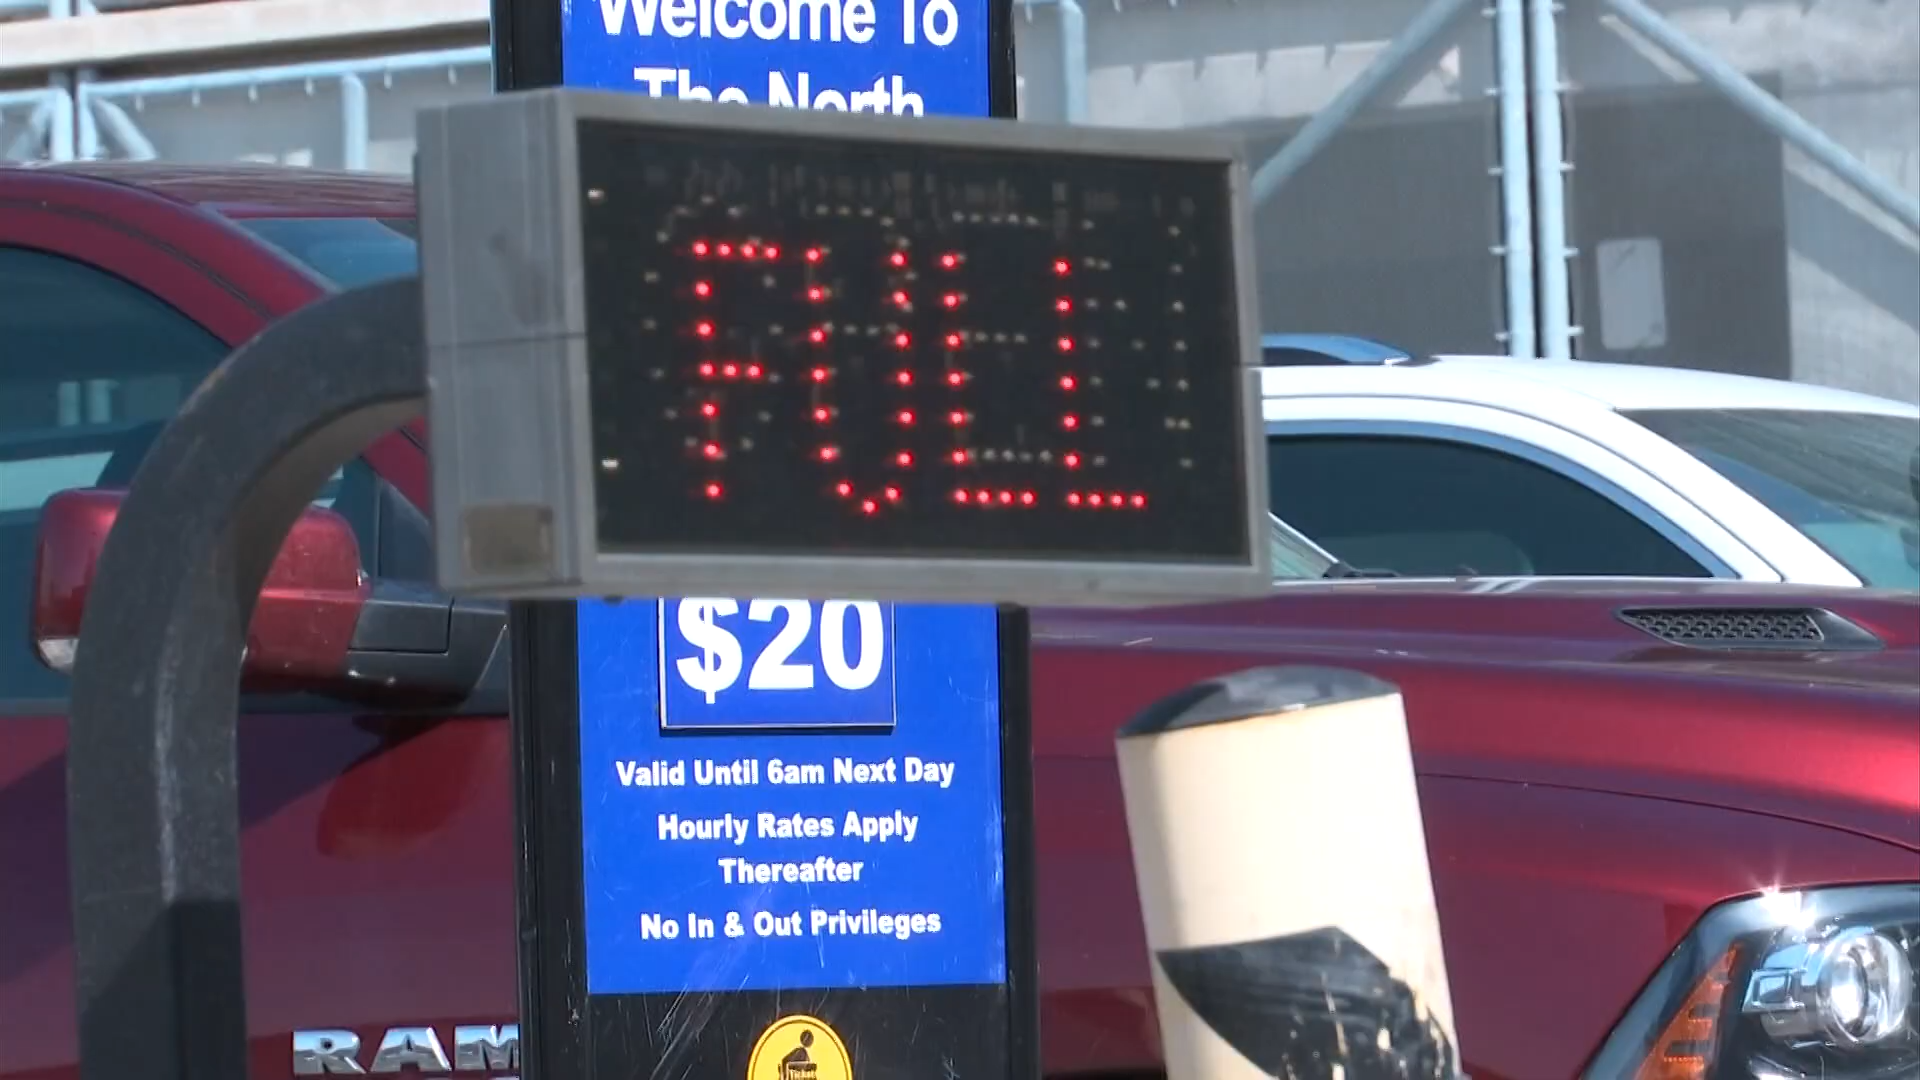 Welcome To
The North
FULL
$20
Valid Until 6am Next Day
Hourly Rates Apply
Thereafter
No In & Out Privileges
RAM
Tickets